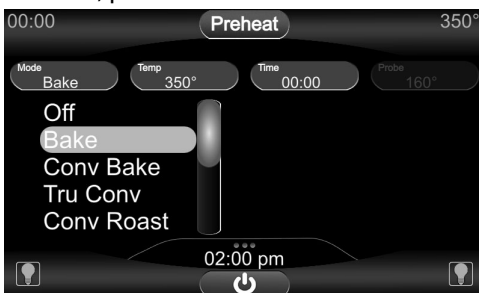 00:00 Preheat 350°
Mode Temp Time Probe
Bake 350° 00:00 160°
Off
Bake
Conv Bake
Tru Conv
Conv Roast
02:00 pm